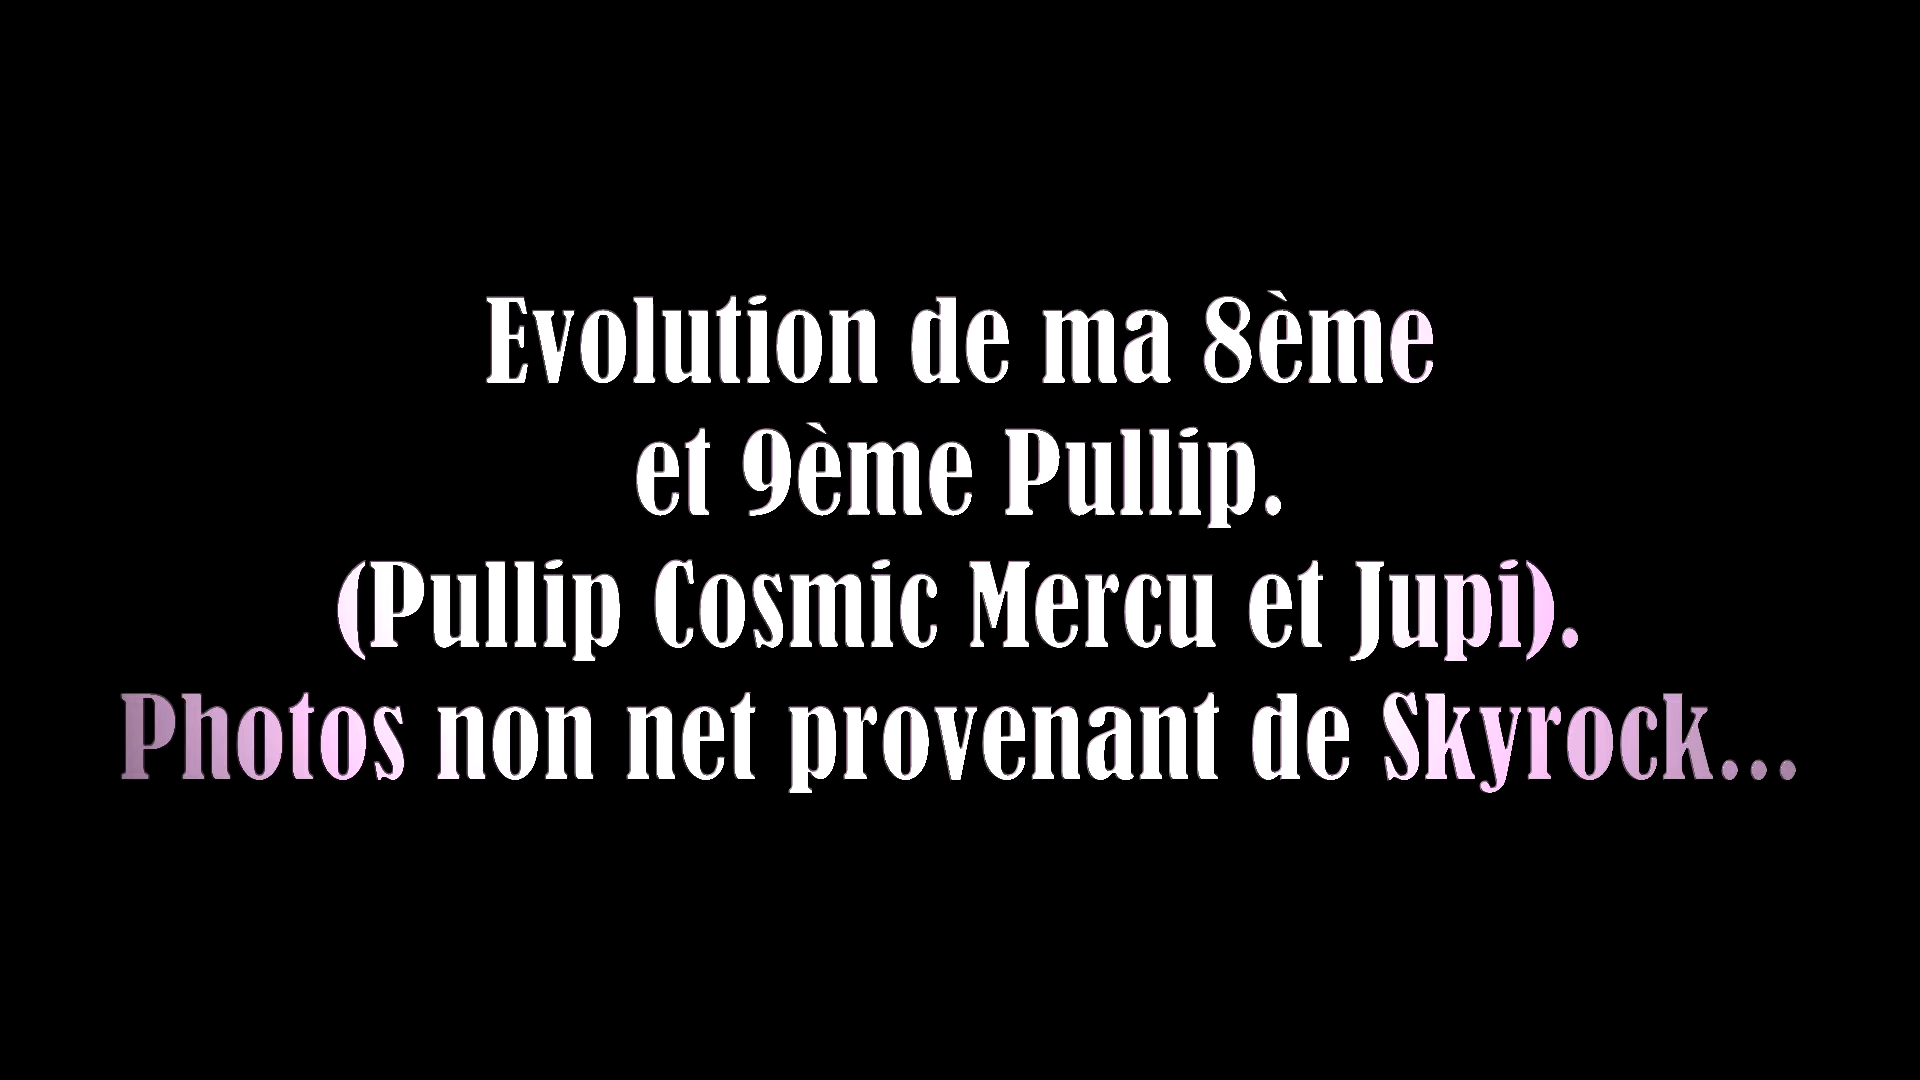 Evolution de ma 8ème
et 9ème Pullip.
(Pullip Cosmic Mercu et Jupi).
Photos non net provenant de Skyrock...